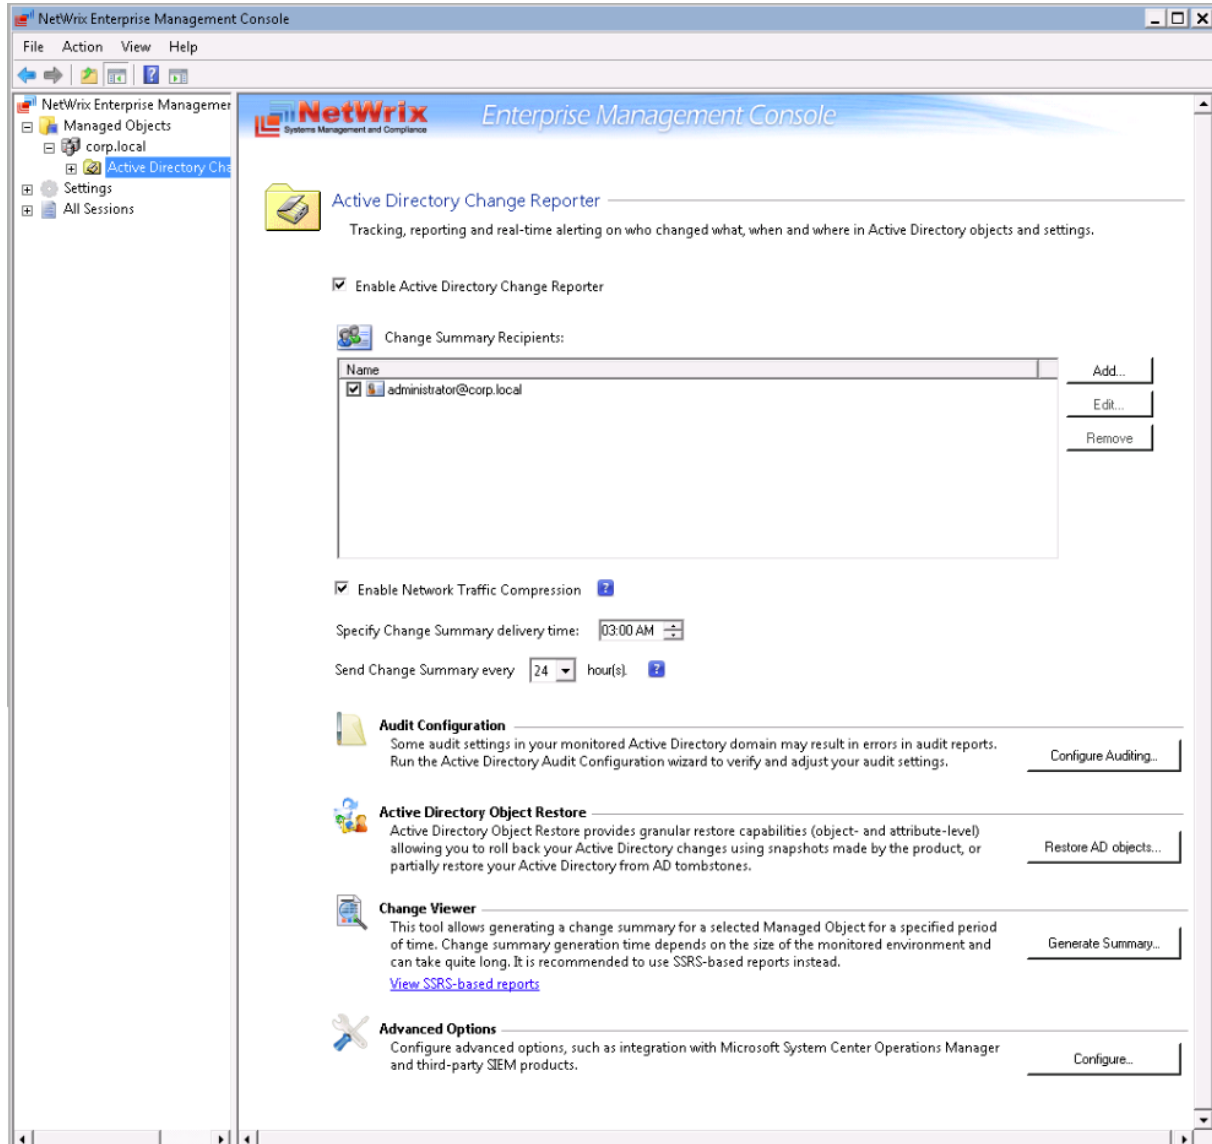 NetWrix Enterprise Management Console
File Action View Help
NetWrix Enterprise Managemer
Managed Objects
corp.local
Active Directory Cha
Settings
All Sessions
NetWrix
Systems Management and Compliance
Enterprise Management Console
Active Directory Change Reporter
Tracking, reporting and real-time alerting on who changed what, when and where in Active Directory objects and settings.
Enable Active Directory Change Reporter
Change Summary Recipients:
Name
administrator@corp.local
Add...
Edit...
Remove
Enable Network Traffic Compression
Specify Change Summary delivery time: 03:00 AM
Send Change Summary every 24 hour(s).
Audit Configuration
Some audit settings in your monitored Active Directory domain may result in errors in audit reports.
Run the Active Directory Audit Configuration wizard to verify and adjust your audit settings.
Configure Auditing...
Active Directory Object Restore
Active Directory Object Restore provides granular restore capabilities (object- and attribute-level)
allowing you to roll back your Active Directory changes using snapshots made by the product, or
partially restore your Active Directory from AD tombstones.
Restore AD objects...
Change Viewer
This tool allows generating a change summary for a selected Managed Object for a specified period
of time. Change summary generation time depends on the size of the monitored environment and
can take quite long. It is recommended to use SSRS-based reports instead.
View SSRS-based reports
Generate Summary...
Advanced Options
Configure advanced options, such as integration with Microsoft System Center Operations Manager
and third-party SIEM products.
Configure...